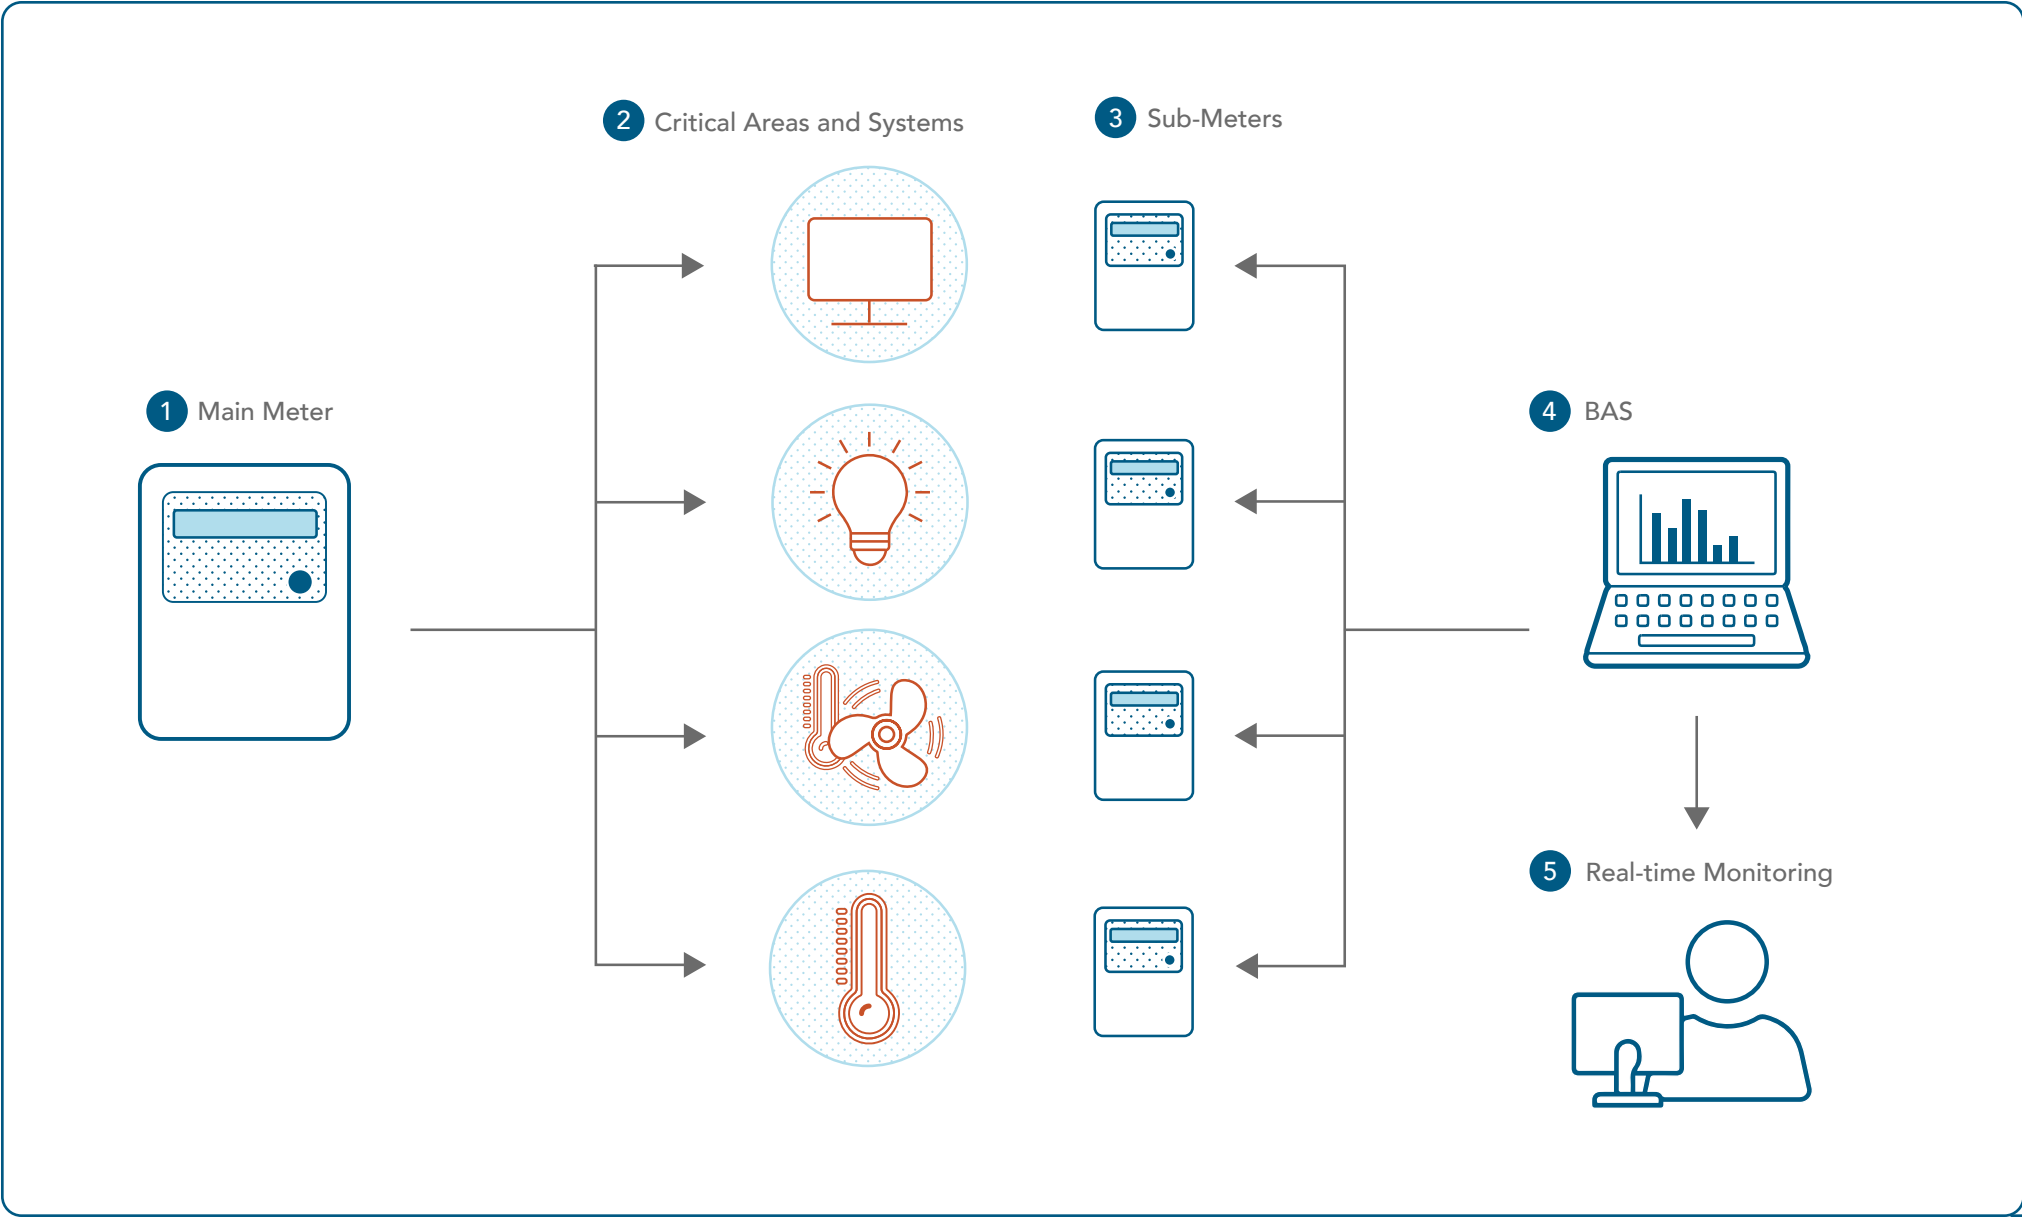 2 Critical Areas and Systems
3 Sub-Meters
1 Main Meter
4 BAS
5 Real-time Monitoring